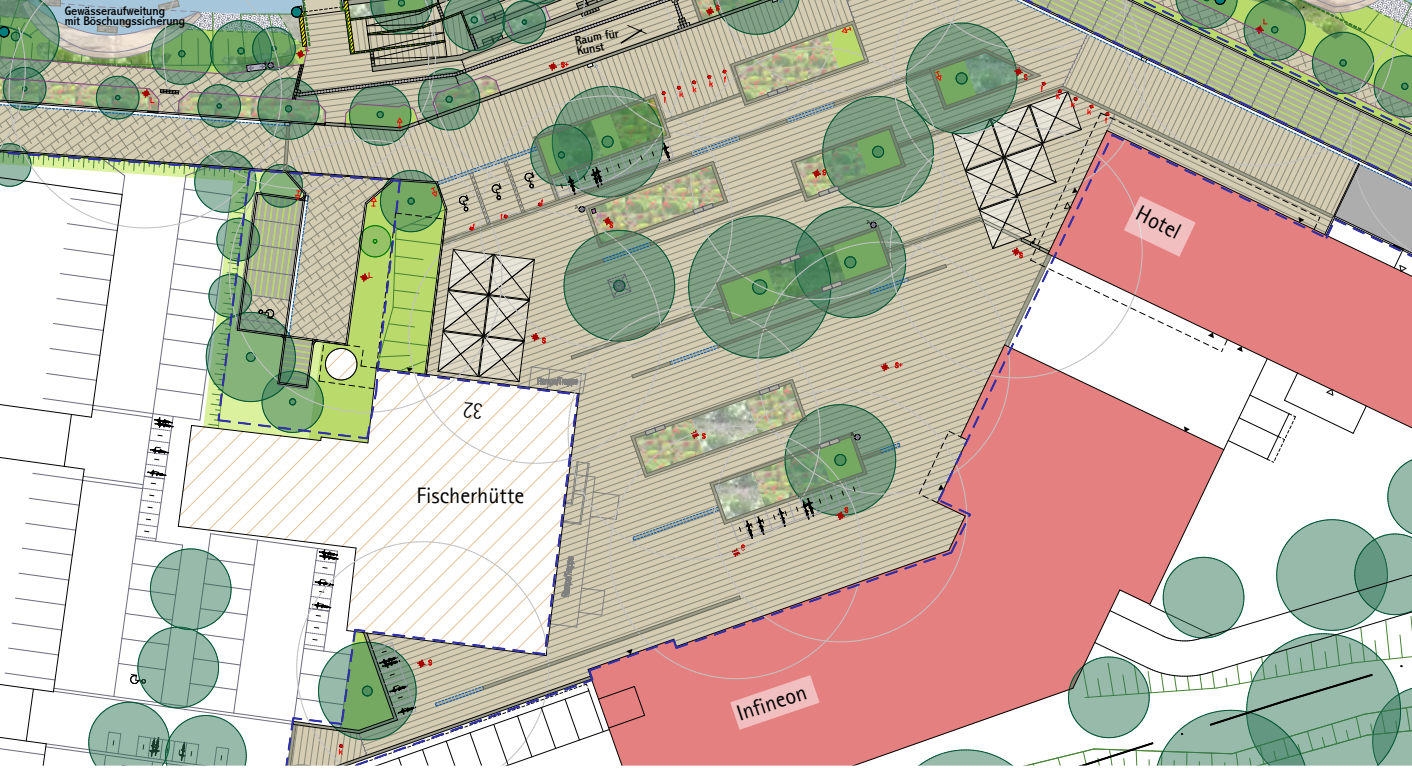 Gewässeraufweitung
mit Böschungssicherung
Raum für
Kunst
Hotel
32
Fischerhütte
Infineon